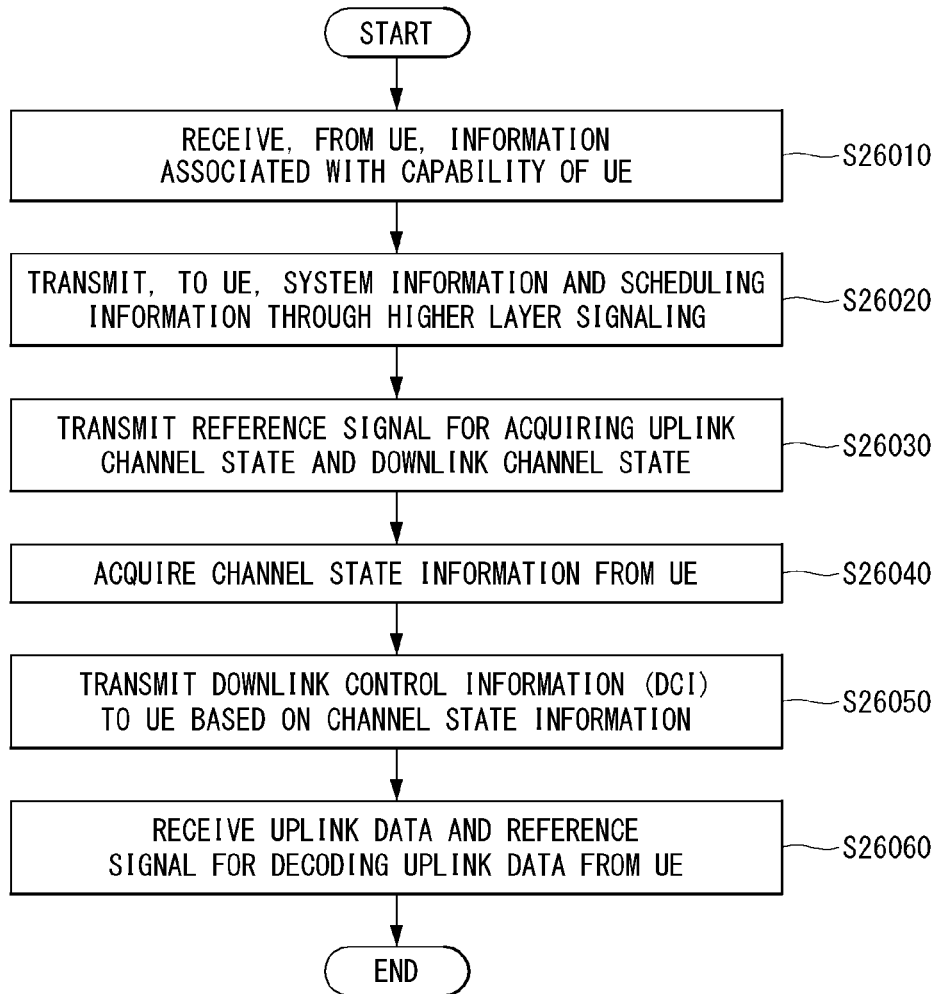 START
RECEIVE, FROM UE, INFORMATION
ASSOCIATED WITH CAPABILITY OF UE
S26010
TRANSMIT, TO UE, SYSTEM INFORMATION AND SCHEDULING
INFORMATION THROUGH HIGHER LAYER SIGNALING
S26020
TRANSMIT REFERENCE SIGNAL FOR ACQUIRING UPLINK
CHANNEL STATE AND DOWNLINK CHANNEL STATE
S26030
ACQUIRE CHANNEL STATE INFORMATION FROM UE
S26040
TRANSMIT DOWNLINK CONTROL INFORMATION (DCI)
TO UE BASED ON CHANNEL STATE INFORMATION
S26050
RECEIVE UPLINK DATA AND REFERENCE
SIGNAL FOR DECODING UPLINK DATA FROM UE
S26060
END